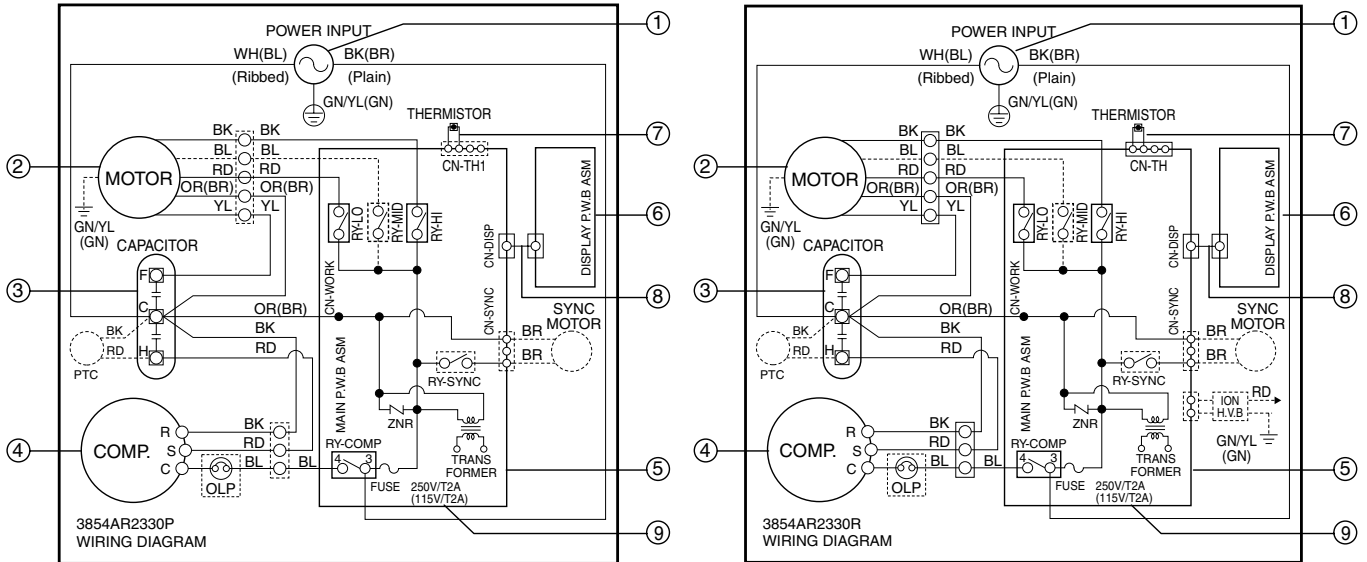 POWER INPUT
WH(BL) BK(BR)
(Ribbed) (Plain)
GN/YL(GN)
THERMISTOR
CN-TH1
BK BK
BL BL
RD RD
OR(BR) OR(BR)
YL YL
MOTOR
GN/YL
(GN)
RY-LO
RY-MID
RY-HI
CAPACITOR
F
C
H
BK
RD
PTC
OR(BR)
BK
RD
CN-WORK
MAIN P.W.B ASM
CN-DISP
DISPLAY P.W.B ASM
CN-SYNC
SYNC
MOTOR
BR
BR
RY-SYNC
ZNR
TRANS
FORMER
COMP.
R
S
C
BK
RD
BL BL
OLP
RY-COMP
4 3
FUSE
250V/T2A
(115V/T2A)
3854AR2330P
WIRING DIAGRAM
1
2
3
4
5
6
7
8
9
POWER INPUT
WH(BL) BK(BR)
(Ribbed) (Plain)
GN/YL(GN)
THERMISTOR
CN-TH
BK BK
BL BL
RD RD
OR(BR) OR(BR)
YL YL
MOTOR
GN/YL
(GN)
RY-LO
RY-MID
RY-HI
CAPACITOR
F
C
H
BK
RD
PTC
OR(BR)
BK
RD
CN-WORK
MAIN P.W.B ASM
CN-DISP
DISPLAY P.W.B ASM
CN-SYNC
SYNC
MOTOR
BR
BR
RY-SYNC
ION
H.V.B
RD
GN/YL
(GN)
ZNR
TRANS
FORMER
COMP.
R
S
C
BK
RD
BL BL
OLP
RY-COMP
4 3
FUSE
250V/T2A
(115V/T2A)
3854AR2330R
WIRING DIAGRAM
1
2
3
4
5
6
7
8
9